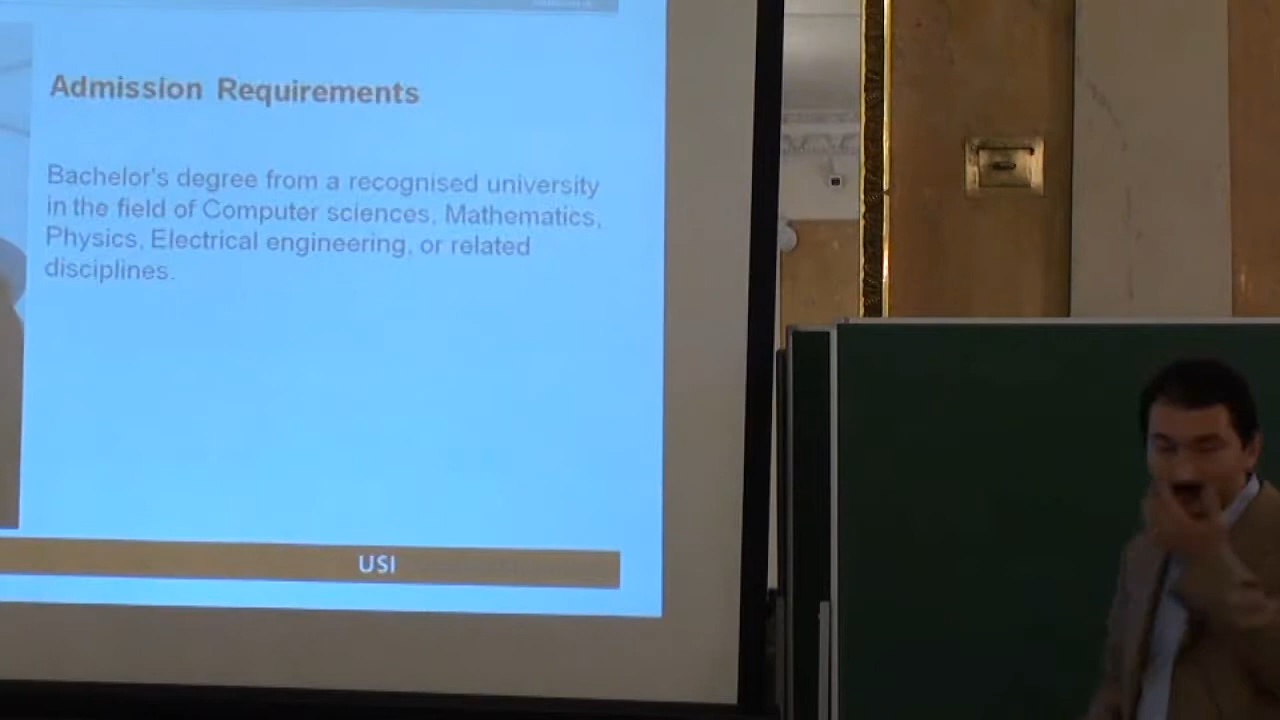 Admission Requirements
Bachelor's degree from a recognised university
in the field of Computer sciences, Mathematics,
Physics, Electrical engineering, or related
disciplines.
USI